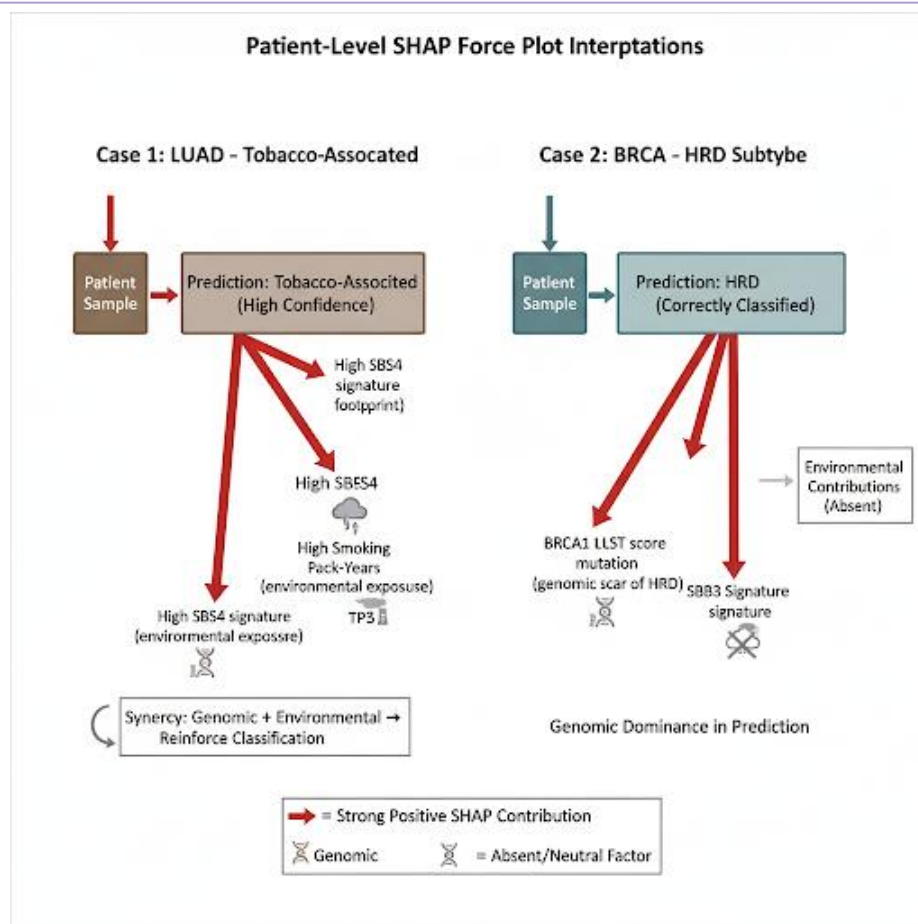 Patient-Level SHAP Force Plot Interptations
Case 1: LUAD - Tobacco-Assocated
Case 2: BRCA - HRD Subtybe
Patient
Sample
Prediction: Tobacco-Associted
(High Confidence)
Patient
Sample
Prediction: HRD
(Correctly Classified)
High SBS4
signature
footpprint)
High SBES4
High Smoking
Pack-Years
(environmental exposuse)
TP3
High SBS4 signature
(envirormental expossre)
Environmental
Contributions
(Absent)
BRCA1 LLST score
mutation
(genomic scar of HRD)
SBB3 Signature
signature
Synercy: Genomic + Environmental →
Reinforce Classification
Genomic Dominance in Prediction
= Strong Positive SHAP Contribution
Genomic
= Absent/Neutral Factor